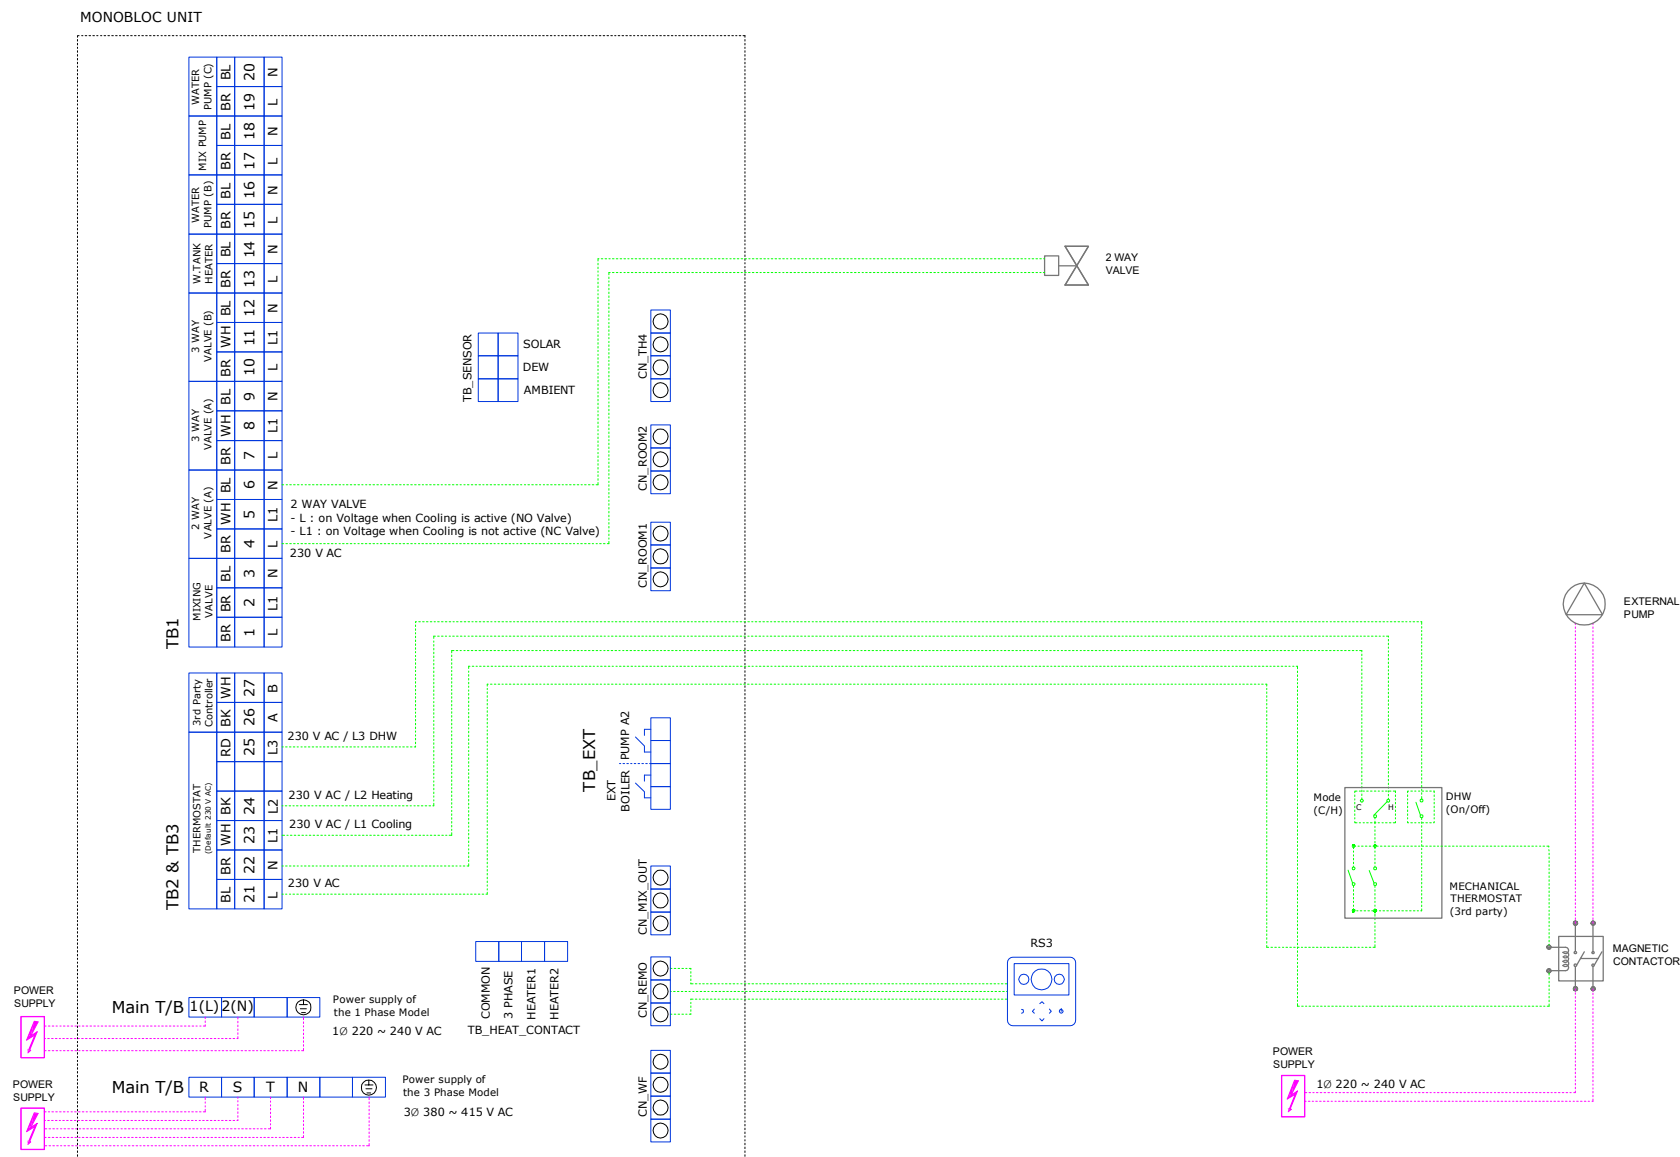 MONOBLOC UNIT
WATER
PUMP (C)
BL
20
N
BR
19
L
MIX PUMP
BL
18
N
BR
17
L
WATER
PUMP (B)
BL
16
N
BR
15
L
W.TANK
HEATER
BL
14
N
BR
13
L
3 WAY
VALVE (B)
BL
12
N
WH
11
L1
BR
10
L
3 WAY
VALVE (A)
BL
9
N
WH
8
L1
BR
7
L
2 WAY
VALVE(A)
BL
6
N
WH
5
L1
BR
4
L
MIXING
VALVE
BL
3
N
BR
2
L1
BR
1
L
TB1
2 WAY VALVE
- L : on Voltage when Cooling is active (NO Valve)
- L1 : on Voltage when Cooling is not active (NC Valve)
230 V AC
TB_SENSOR
SOLAR
DEW
AMBIENT
CN_TH4
CN_ROOM2
CN_ROOM1
2 WAY
VALVE
TB2 & TB3
3rd Party
Controller
WH
27
B
BK
26
A
THERMOSTAT
(Default 230 V AC)
RD
25
L3
BK
24
L2
WH
23
L1
BR
22
N
BL
21
L
230 V AC / L3 DHW
230 V AC / L2 Heating
230 V AC / L1 Cooling
230 V AC
TB_EXT
PUMP A2
EXT
BOILER
CN_MIX_OUT
CN_REMO
CN_WF
COMMON
3 PHASE
HEATER1
HEATER2
TB_HEAT_CONTACT
RS3
EXTERNAL
PUMP
Mode
(C/H)
C
H
DHW
(On/Off)
MECHANICAL
THERMOSTAT
(3rd party)
MAGNETIC
CONTACTOR
POWER
SUPPLY
1Ø 220 ~ 240 V AC
POWER
SUPPLY
Main T/B
1(L)
2(N)
Power supply of
the 1 Phase Model
1Ø 220 ~ 240 V AC
POWER
SUPPLY
Main T/B
R
S
T
N
Power supply of
the 3 Phase Model
3Ø 380 ~ 415 V AC